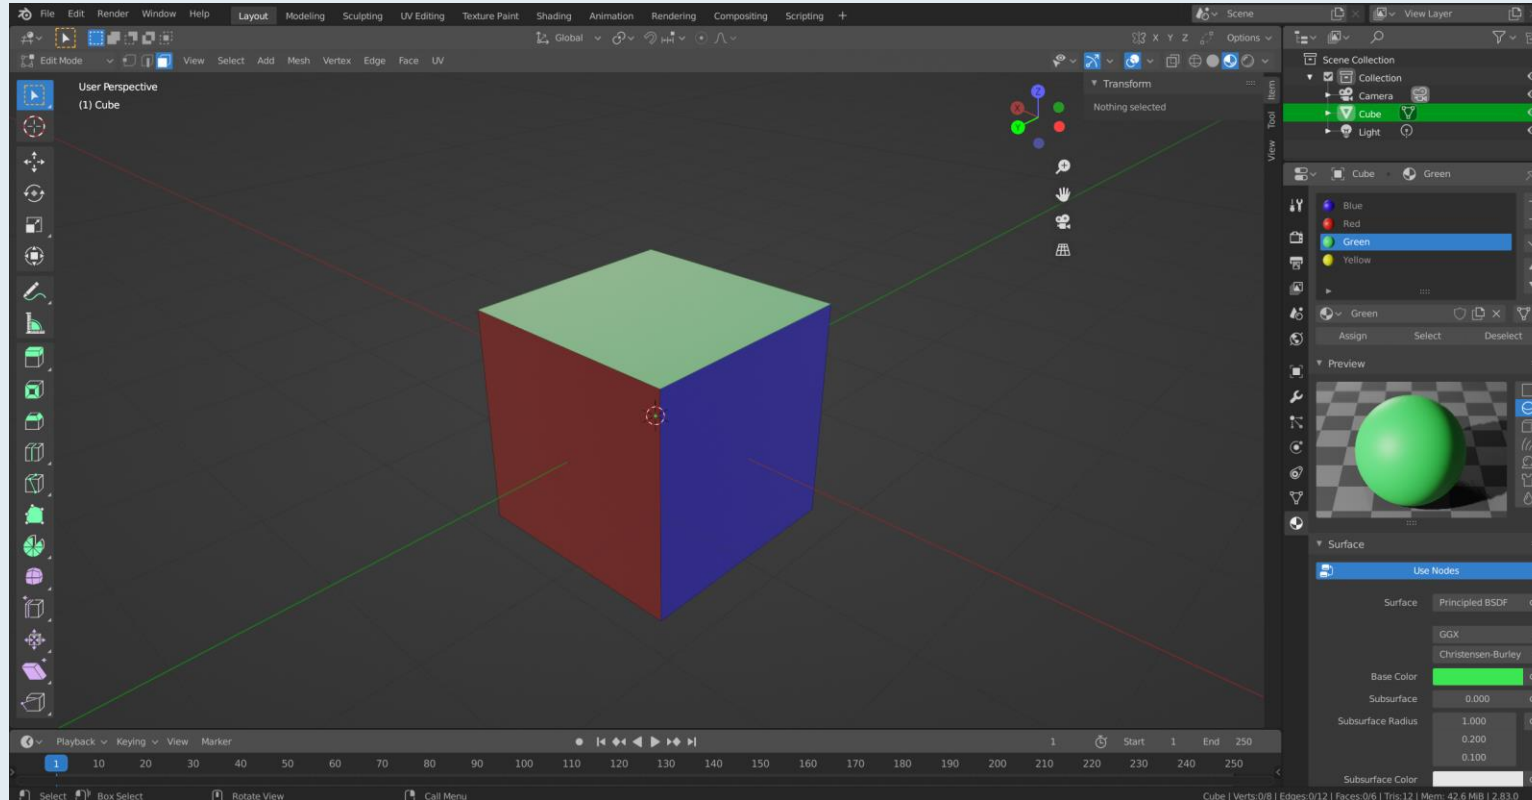 File Edit Render Window Help Layout Modeling Sculpting UV Editing Texture Paint Shading Animation Rendering Compositing Scripting + Scene View Layer
Global X Y Z Options
Edit Mode View Select Add Mesh Vertex Edge Face UV
User Perspective
(1) Cube
Z
X
Y
Transform
Nothing selected
Item
Tool
View
Scene Collection
Collection
Camera
Cube
Light
Cube Green
Blue
Red
Green
Yellow
Green
Assign Select Deselect
Preview
Surface
Use Nodes
Surface Principled BSDF
GGX
Christensen-Burley
Base Color
Subsurface 0.000
Subsurface Radius 1.000
0.200
0.100
Subsurface Color
Playback Keying View Marker 1 Start 1 End 250
1 10 20 30 40 50 60 70 80 90 100 110 120 130 140 150 160 170 180 190 200 210 220 230 240 250
Select Box Select Rotate View Call Menu Cube | Verts:0/8 | Edges:0/12 | Faces:0/6 | Tris:12 | Mem: 42.6 MiB | 2.83.0